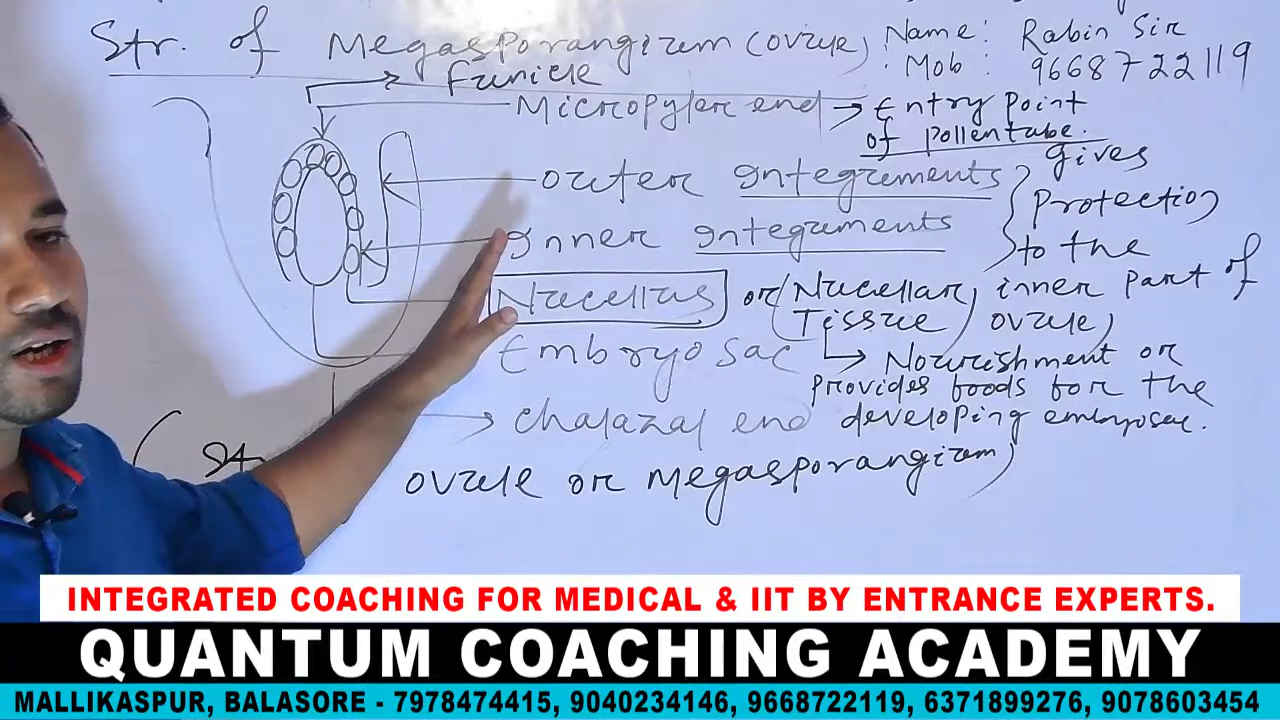 Str. of Megasporangium (ovule)
Name: Rabin Sir
Mob: 9668722119
Funicle
Micropyler end → Entry point
of pollentube.
outer Integuments
gives
Protection
to the
inner part of
ovule
Inner Integuments
Nucellus or (Nucellar
Tissue)
Embryo sac
Nourishment or
provides foods for the
developing embryosac.
chalazal end
(Str
ovule or Megasporangium)
INTEGRATED COACHING FOR MEDICAL & IIT BY ENTRANCE EXPERTS.
QUANTUM COACHING ACADEMY
MALLIKASPUR, BALASORE - 7978474415, 9040234146, 9668722119, 6371899276, 9078603454